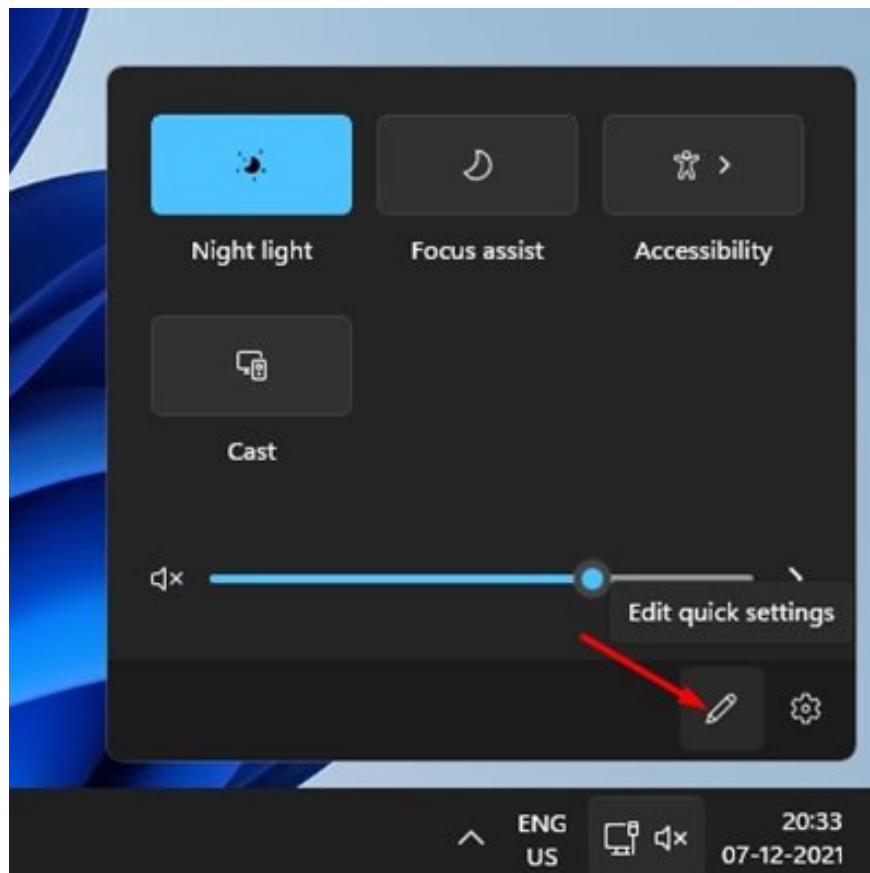 Night light
Focus assist
Accessibility
Cast
Edit quick settings
ENG
US
20:33
07-12-2021